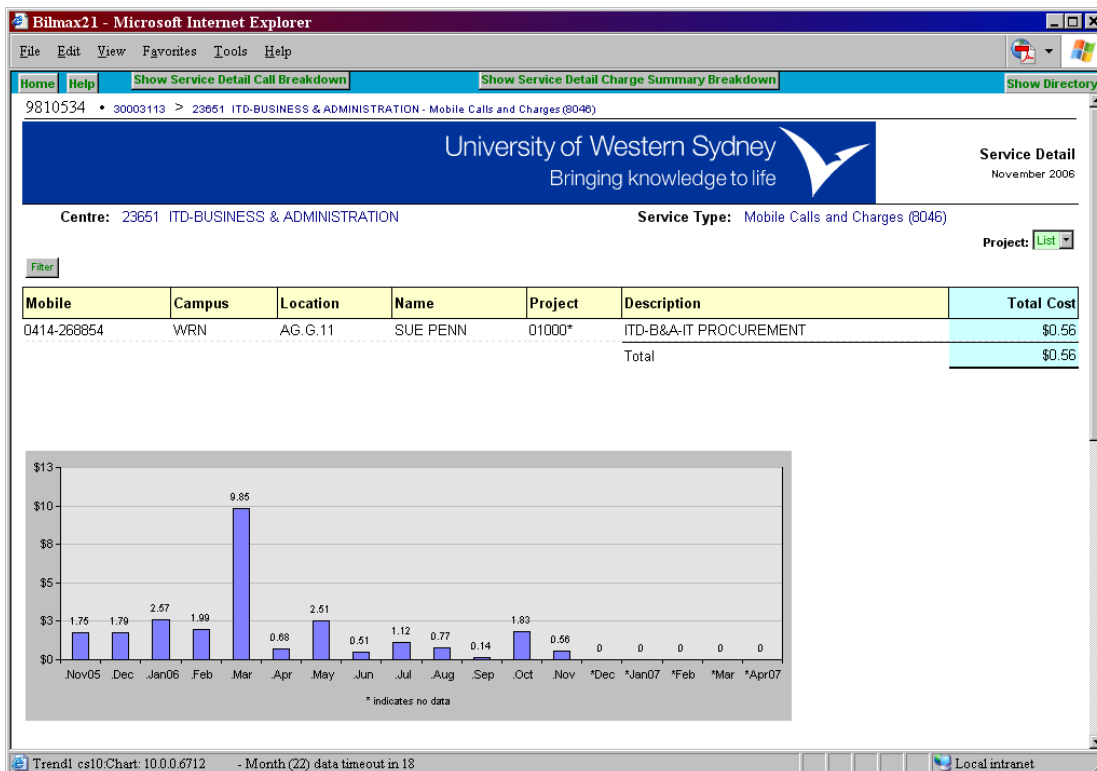 Bilmax21 - Microsoft Internet Explorer
File Edit View Favorites Tools Help
Home Help Show Service Detail Call Breakdown Show Service Detail Charge Summary Breakdown Show Directory
9810534 • 30003113 > 23651 ITD-BUSINESS & ADMINISTRATION - Mobile Calls and Charges (8046)
University of Western Sydney
Bringing knowledge to life
Service Detail
November 2006
Centre: 23651 ITD-BUSINESS & ADMINISTRATION Service Type: Mobile Calls and Charges (8046)
Project: List
Filter
Mobile Campus Location Name Project Description Total Cost
0414-268854 WRN AG.G.11 SUE PENN 01000* ITD-B&A-IT PROCUREMENT $0.56
Total $0.56
$13
$10
$8
$5
$3
$0
1.75 1.79 2.57 1.99 9.85 0.68 2.51 0.51 1.12 0.77 0.14 1.83 0.56 0 0 0 0 0
.Nov05 .Dec .Jan06 .Feb .Mar .Apr .May .Jun .Jul .Aug .Sep .Oct .Nov *Dec *Jan07 *Feb *Mar *Apr07
* indicates no data
Trend1 cs10:Chart: 10.0.0.6712 - Month (22) data timeout in 18 Local intranet